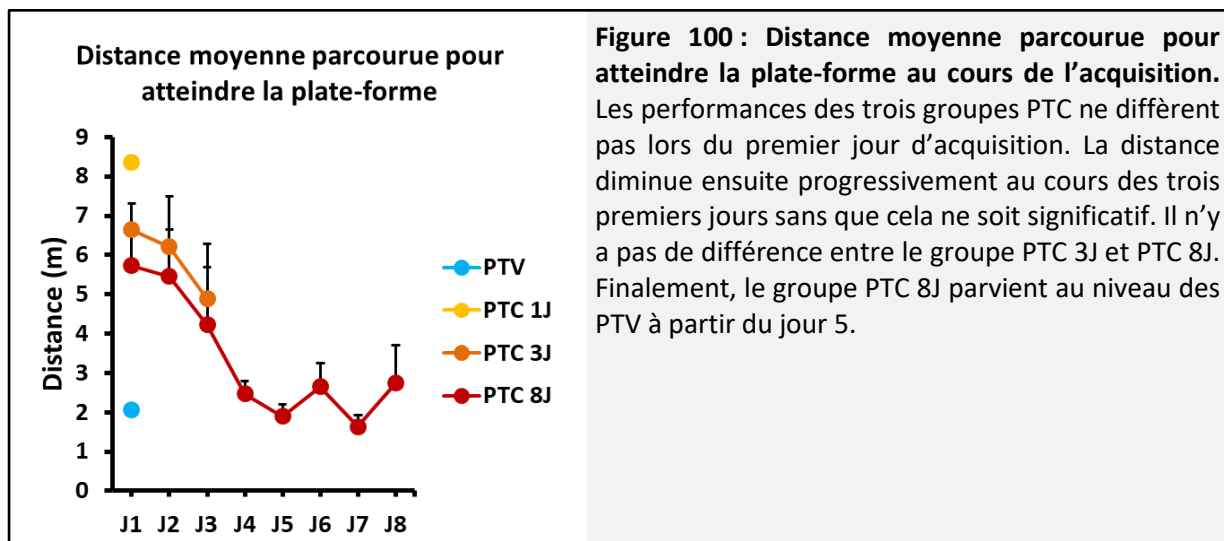 Distance moyenne parcourue pour
atteindre la plate-forme
9
8
7
6
5
4
3
2
1
0
Distance (m)
J1 J2 J3 J4 J5 J6 J7 J8
PTV
PTC 1J
PTC 3J
PTC 8J
Figure 100 : Distance moyenne parcourue pour
atteindre la plate-forme au cours de l’acquisition.
Les performances des trois groupes PTC ne diffèrent
pas lors du premier jour d’acquisition. La distance
diminue ensuite progressivement au cours des trois
premiers jours sans que cela ne soit significatif. Il n’y
a pas de différence entre le groupe PTC 3J et PTC 8J.
Finalement, le groupe PTC 8J parvient au niveau des
PTV à partir du jour 5.